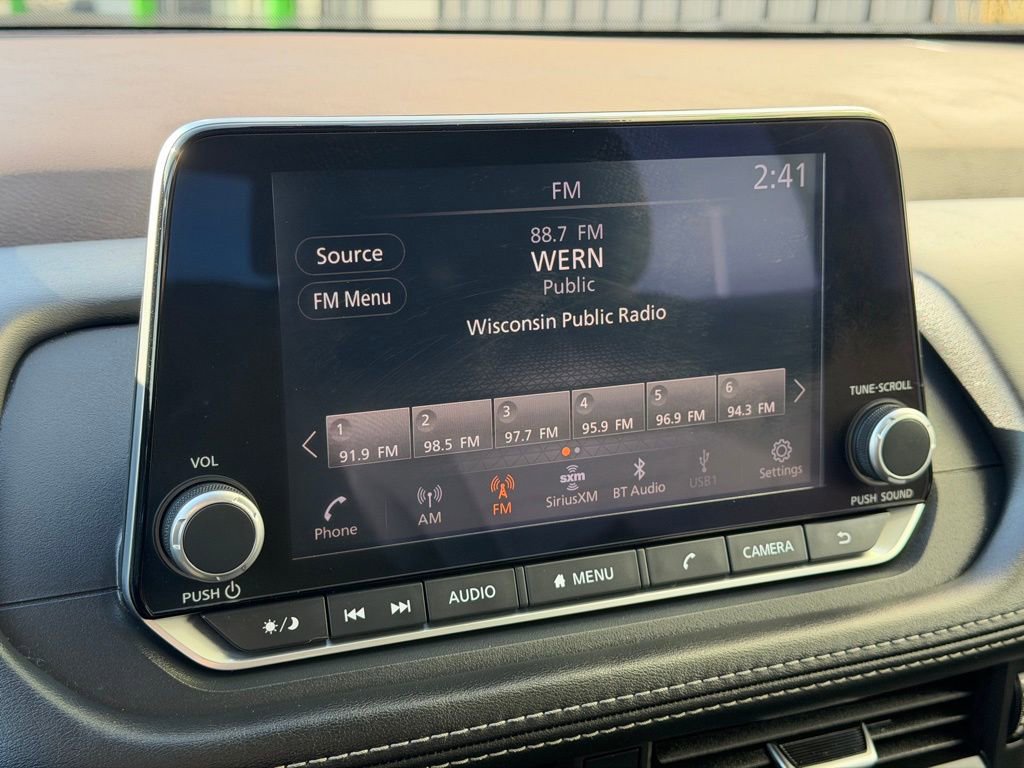 FM
2:41
Source
FM Menu
88.7 FM
WERN
Public
Wisconsin Public Radio
1
91.9 FM
2
98.5 FM
3
97.7 FM
4
95.9 FM
5
96.9 FM
6
94.3 FM
Phone
AM
FM
sxm
SiriusXM
BT Audio
USB1
Settings
VOL
PUSH
TUNE·SCROLL
PUSH SOUND
AUDIO
MENU
CAMERA